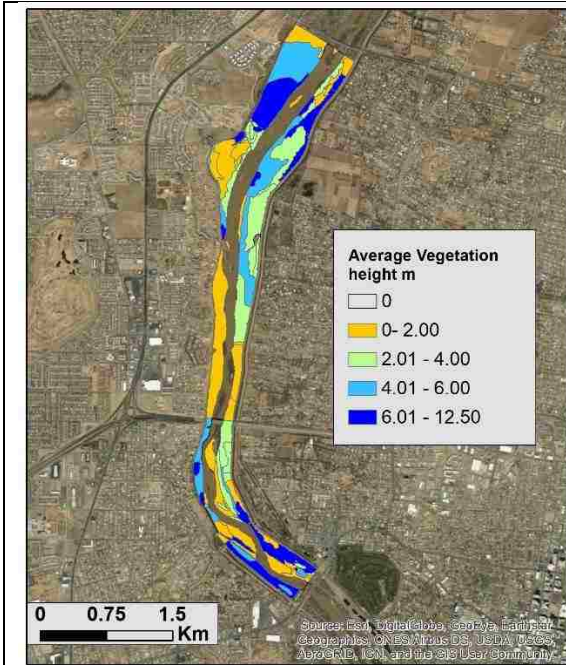 Average Vegetation
height m
0
0- 2.00
2.01 - 4.00
4.01 - 6.00
6.01 - 12.50
0 0.75 1.5
Km
Source: Esri, DigitalGlobe, GeoEye, Earthstar
Geographics, CNES/Airbus DS, USDA, USGS,
AeroGRID, IGN, and the GIS User Community